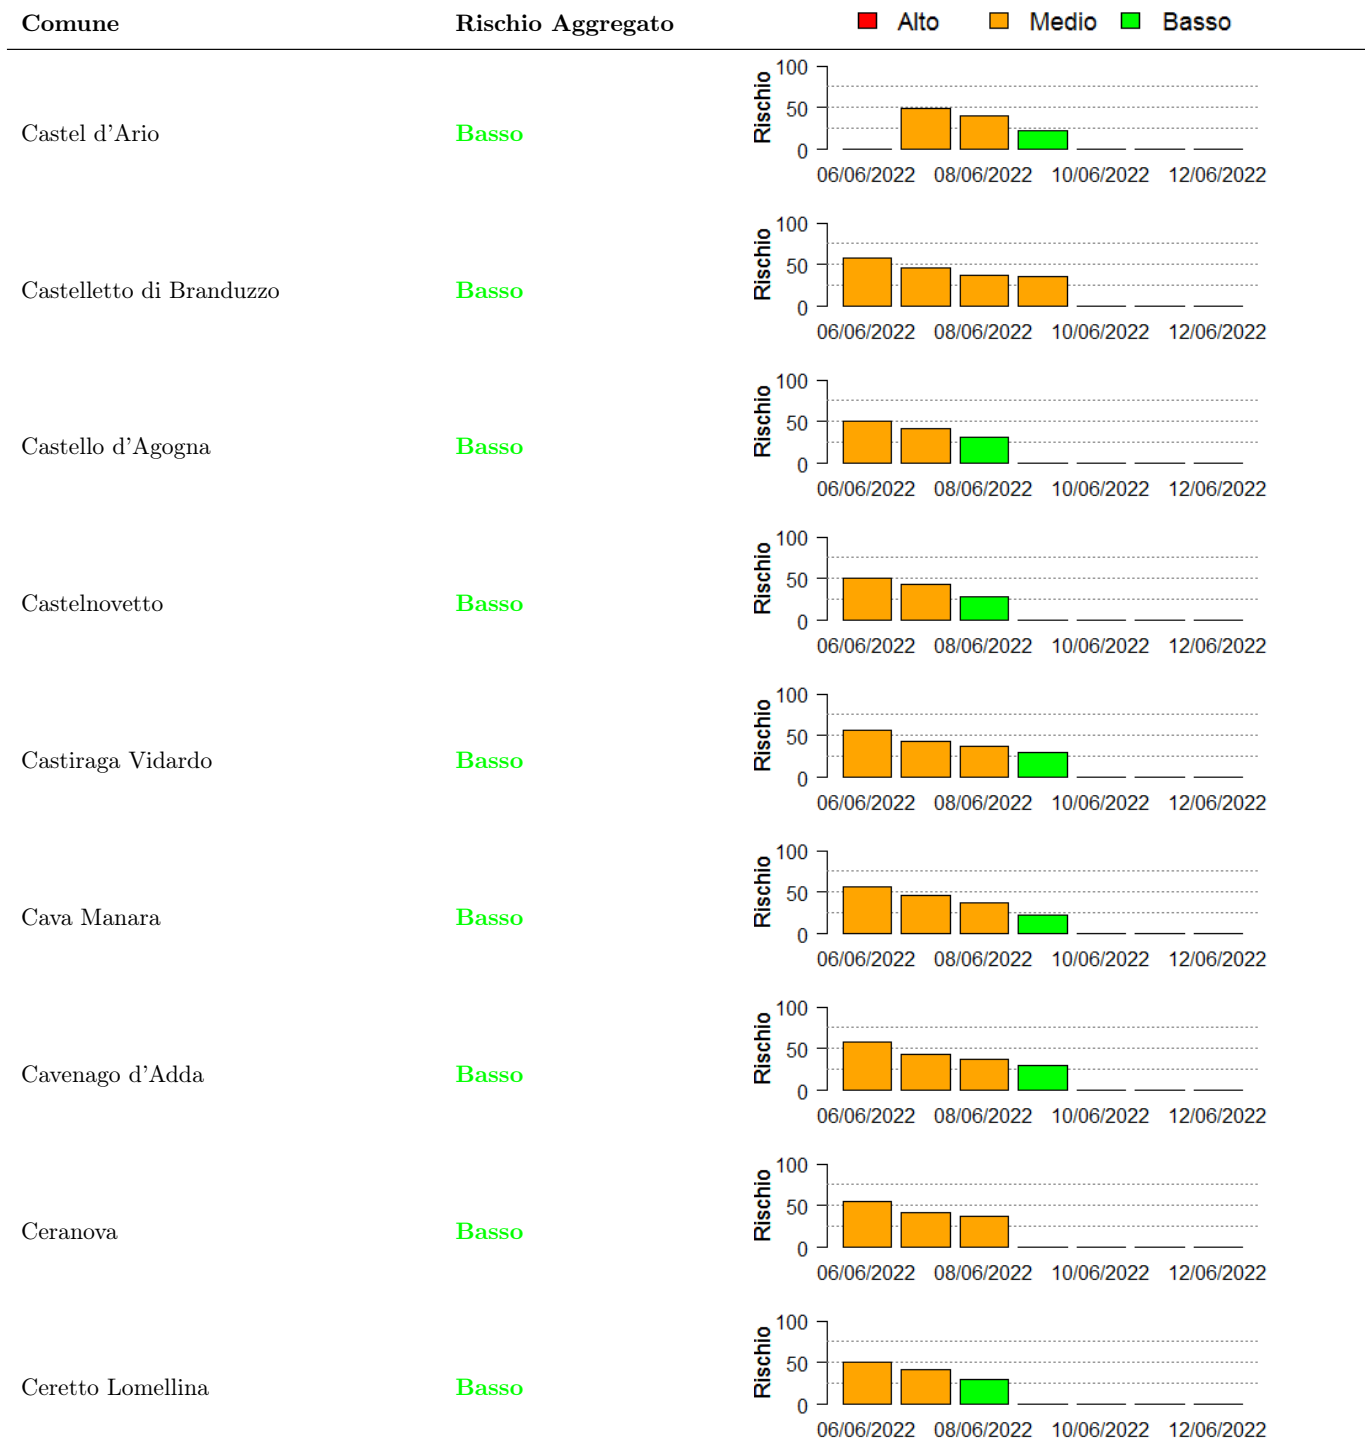 Comune Rischio Aggregato Alto Medio Basso
100
50
0
Rischio
Castel d'Ario Basso
06/06/2022 08/06/2022 10/06/2022 12/06/2022
100
50
0
Rischio
Castelletto di Branduzzo Basso
06/06/2022 08/06/2022 10/06/2022 12/06/2022
100
50
0
Rischio
Castello d'Agogna Basso
06/06/2022 08/06/2022 10/06/2022 12/06/2022
100
50
0
Rischio
Castelnovetto Basso
06/06/2022 08/06/2022 10/06/2022 12/06/2022
100
50
0
Rischio
Castiraga Vidardo Basso
06/06/2022 08/06/2022 10/06/2022 12/06/2022
100
50
0
Rischio
Cava Manara Basso
06/06/2022 08/06/2022 10/06/2022 12/06/2022
100
50
0
Rischio
Cavenago d'Adda Basso
06/06/2022 08/06/2022 10/06/2022 12/06/2022
100
50
0
Rischio
Ceranova Basso
06/06/2022 08/06/2022 10/06/2022 12/06/2022
100
50
0
Rischio
Ceretto Lomellina Basso
06/06/2022 08/06/2022 10/06/2022 12/06/2022